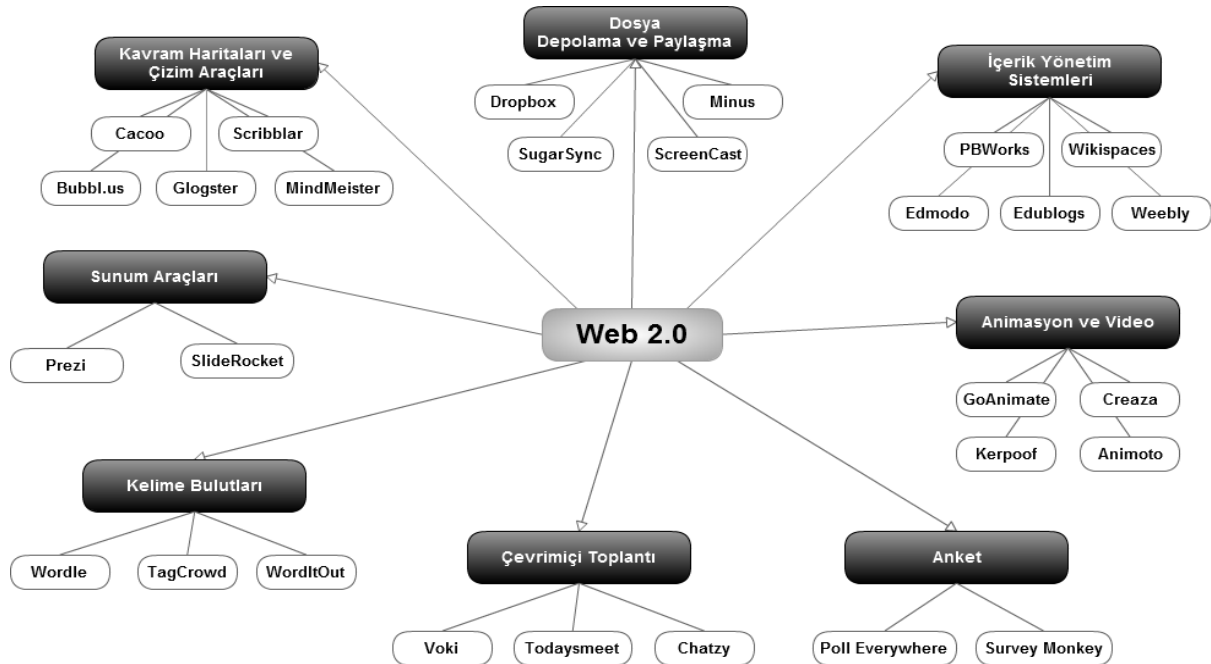 Dosya
Depolama ve Paylaşma
Dropbox
Minus
SugarSync
ScreenCast
Kavram Haritaları ve
Çizim Araçları
Cacoo
Scribblar
Bubbl.us
Glogster
MindMeister
İçerik Yönetim
Sistemleri
PBWorks
Wikispaces
Edmodo
Edublogs
Weebly
Sunum Araçları
Prezi
SlideRocket
Web 2.0
Animasyon ve Video
GoAnimate
Creaza
Kerpoof
Animoto
Kelime Bulutları
Wordle
TagCrowd
WordItOut
Çevrimiçi Toplantı
Voki
Todaysmeet
Chatzy
Anket
Poll Everywhere
Survey Monkey